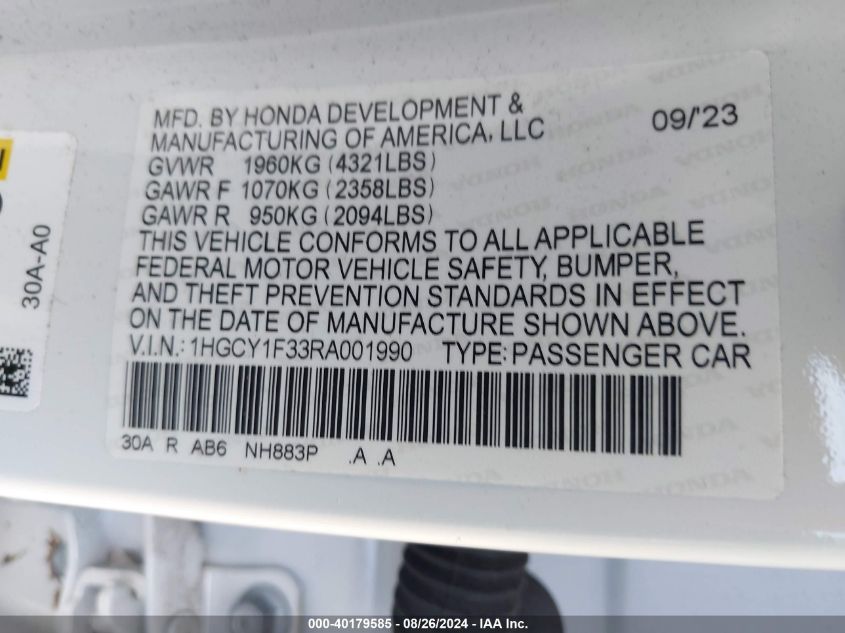 MFD. BY HONDA DEVELOPMENT &
MANUFACTURING OF AMERICA, LLC 09/'23
GVWR 1960KG (4321LBS)
GAWR F 1070KG (2358LBS)
GAWR R 950KG (2094LBS)
THIS VEHICLE CONFORMS TO ALL APPLICABLE
FEDERAL MOTOR VEHICLE SAFETY, BUMPER,
AND THEFT PREVENTION STANDARDS IN EFFECT
ON THE DATE OF MANUFACTURE SHOWN ABOVE.
V.I.N.: 1HGCY1F33RA001990 TYPE: PASSENGER CAR
30A R AB6 NH883P .A .A
30A-A0
000-40179585 - 08/26/2024 - IAA Inc.